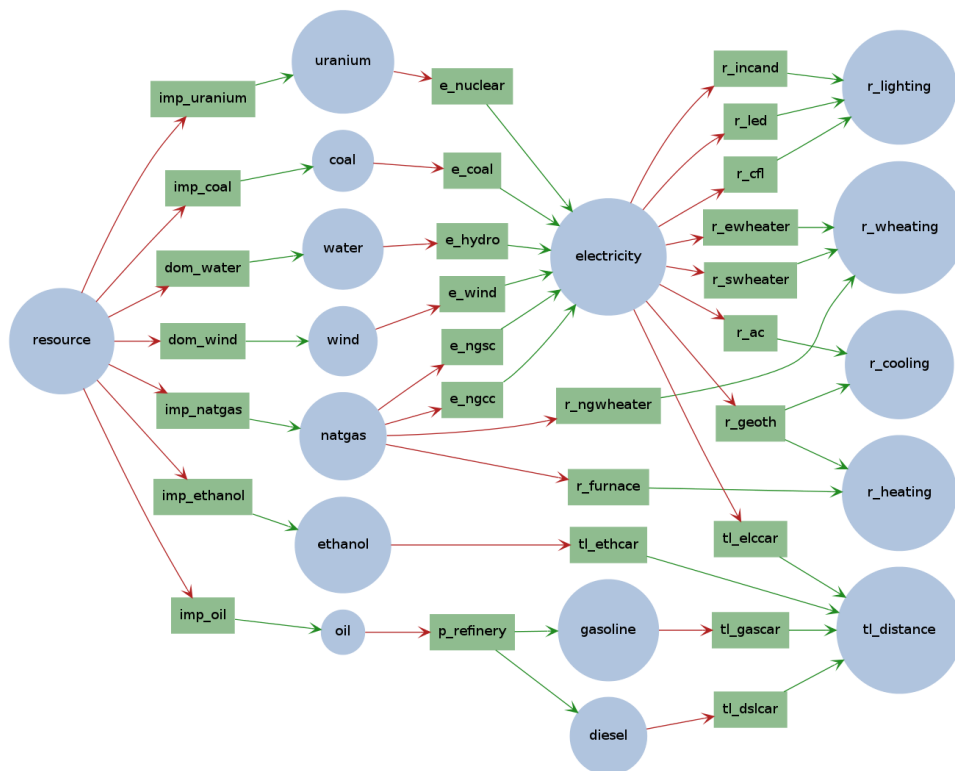 resource
imp_uranium
imp_coal
dom_water
dom_wind
imp_natgas
imp_ethanol
imp_oil
uranium
coal
water
wind
natgas
ethanol
oil
e_nuclear
e_coal
e_hydro
e_wind
e_ngsc
e_ngcc
p_refinery
r_ngwheater
r_furnace
tl_ethcar
electricity
gasoline
diesel
r_incand
r_led
r_cfl
r_ewheater
r_swheater
r_ac
r_geoth
tl_elccar
tl_gascar
tl_dslcar
r_lighting
r_wheating
r_cooling
r_heating
tl_distance